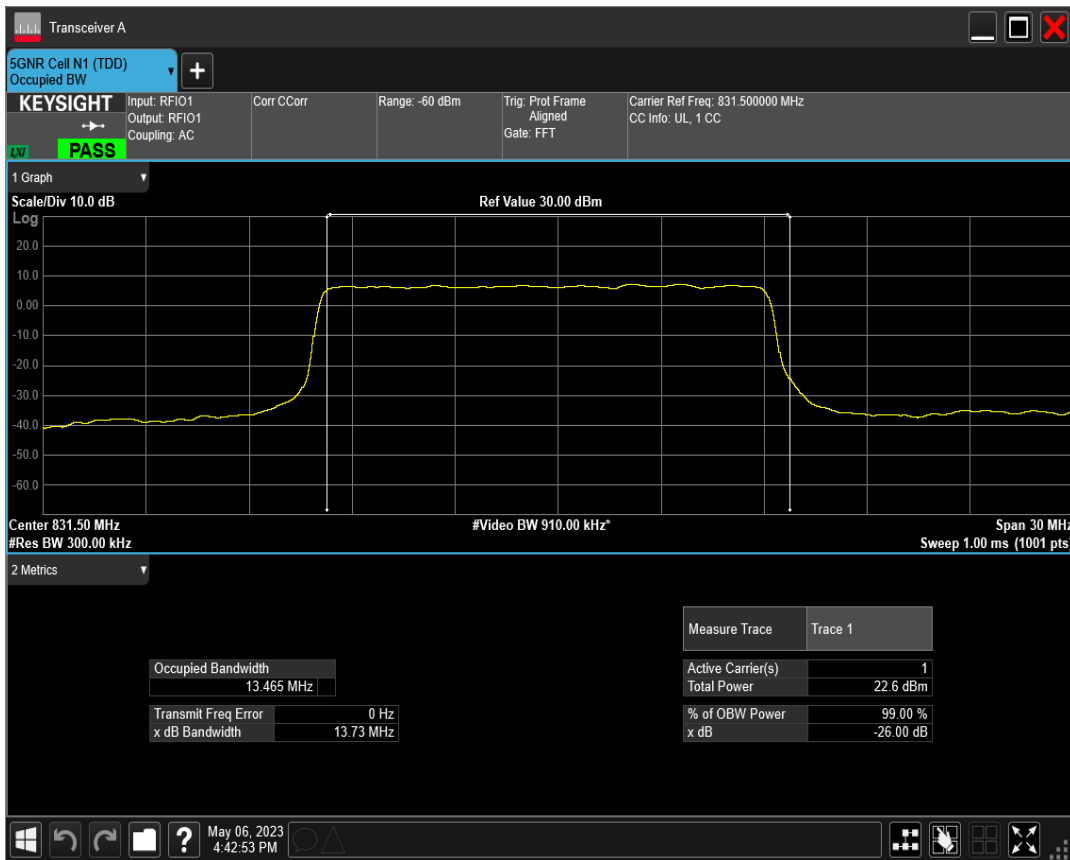 Transceiver A
5GNR Cell N1 (TDD)
Occupied BW
+
KEYSIGHT
LXI
PASS
Input: RFIO1
Output: RFIO1
Coupling: AC
Corr CCorr
Range: -60 dBm
Trig: Prot Frame
Aligned
Gate: FFT
Carrier Ref Freq: 831.500000 MHz
CC Info: UL, 1 CC
1 Graph
Scale/Div 10.0 dB
Ref Value 30.00 dBm
Log
20.0
10.0
0.00
-10.0
-20.0
-30.0
-40.0
-50.0
-60.0
Center 831.50 MHz
#Video BW 910.00 kHz*
Span 30 MHz
#Res BW 300.00 kHz
Sweep 1.00 ms (1001 pts)
2 Metrics
Measure Trace Trace 1
Occupied Bandwidth
13.465 MHz
Transmit Freq Error 0 Hz
x dB Bandwidth 13.73 MHz
Active Carrier(s) 1
Total Power 22.6 dBm
% of OBW Power 99.00 %
x dB -26.00 dB
?
May 06, 2023
4:42:53 PM